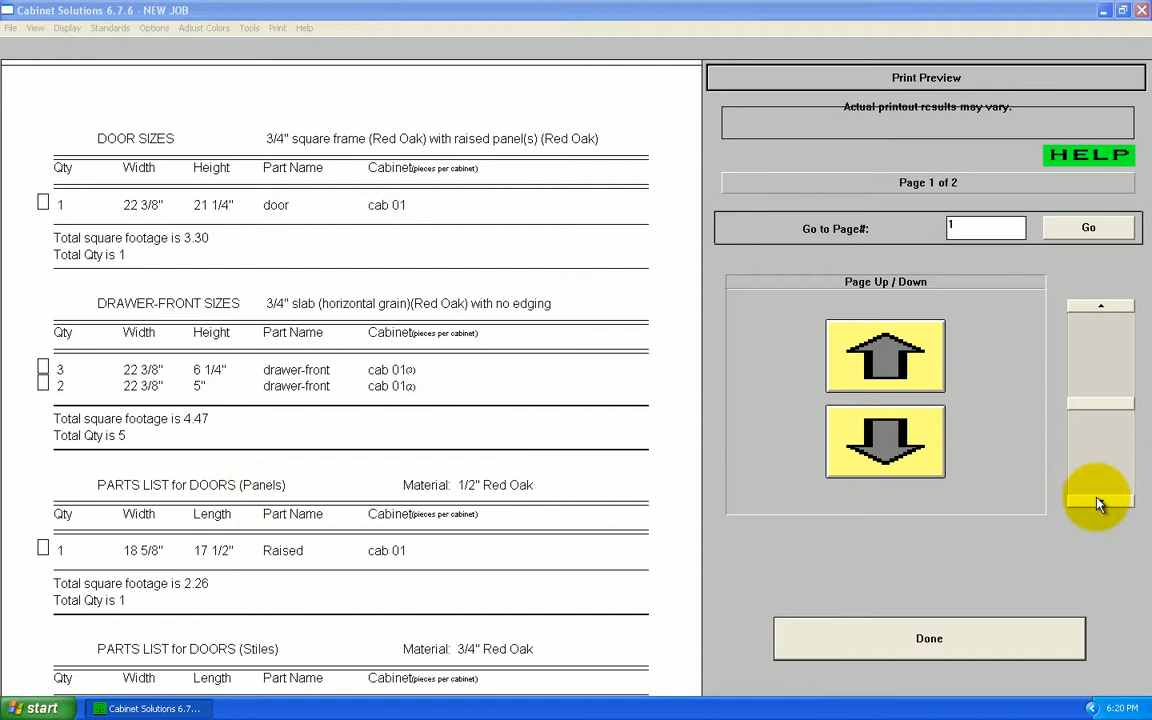 Cabinet Solutions 6.7.6 - NEW JOB
File View Display Standards Options Adjust Colors Tools Print Help
Print Preview
Actual printout results may vary.
HELP
Page 1 of 2
Go to Page#: 1 Go
Page Up / Down
Done
DOOR SIZES 3/4" square frame (Red Oak) with raised panel(s) (Red Oak)
Qty Width Height Part Name Cabinet(pieces per cabinet)
1 22 3/8" 21 1/4" door cab 01
Total square footage is 3.30
Total Qty is 1
DRAWER-FRONT SIZES 3/4" slab (horizontal grain)(Red Oak) with no edging
Qty Width Height Part Name Cabinet(pieces per cabinet)
3 22 3/8" 6 1/4" drawer-front cab 01(3)
2 22 3/8" 5" drawer-front cab 01(2)
Total square footage is 4.47
Total Qty is 5
PARTS LIST for DOORS (Panels) Material: 1/2" Red Oak
Qty Width Length Part Name Cabinet(pieces per cabinet)
1 18 5/8" 17 1/2" Raised cab 01
Total square footage is 2.26
Total Qty is 1
PARTS LIST for DOORS (Stiles) Material: 3/4" Red Oak
Qty Width Length Part Name Cabinet(pieces per cabinet)
start Cabinet Solutions 6.7... 6:20 PM